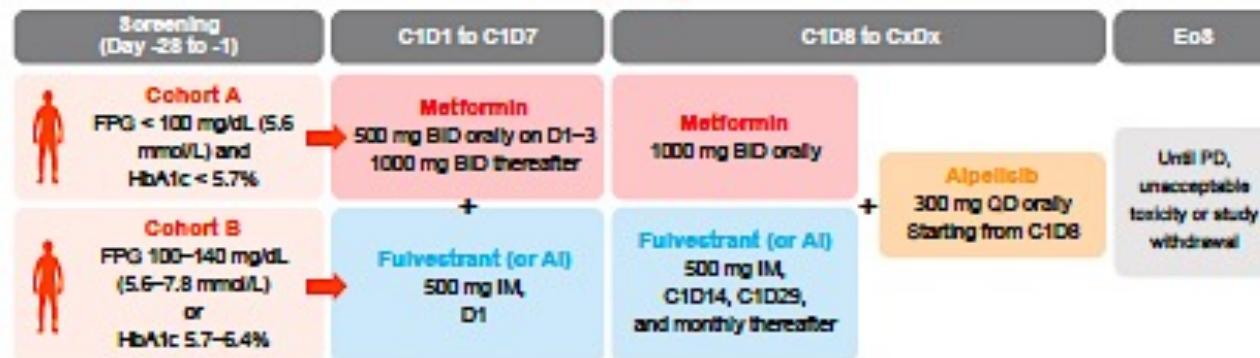 Screening
(Day -28 to -1)
C1D1 to C1D7
C1D8 to CxDx
EoS
Cohort A
FPG < 100 mg/dL (5.6
mmol/L) and
HbA1c < 5.7%
Metformin
500 mg BID orally on D1–3
1000 mg BID thereafter
Metformin
1000 mg BID orally
Cohort B
FPG 100–140 mg/dL
(5.6–7.8 mmol/L)
or
HbA1c 5.7–6.4%
+
Fulvestrant (or AI)
500 mg IM,
D1
Fulvestrant (or AI)
500 mg IM,
C1D14, C1D29,
and monthly thereafter
+
Alpelisib
300 mg QD orally
Starting from C1D8
Until PD,
unacceptable
toxicity or study
withdrawal